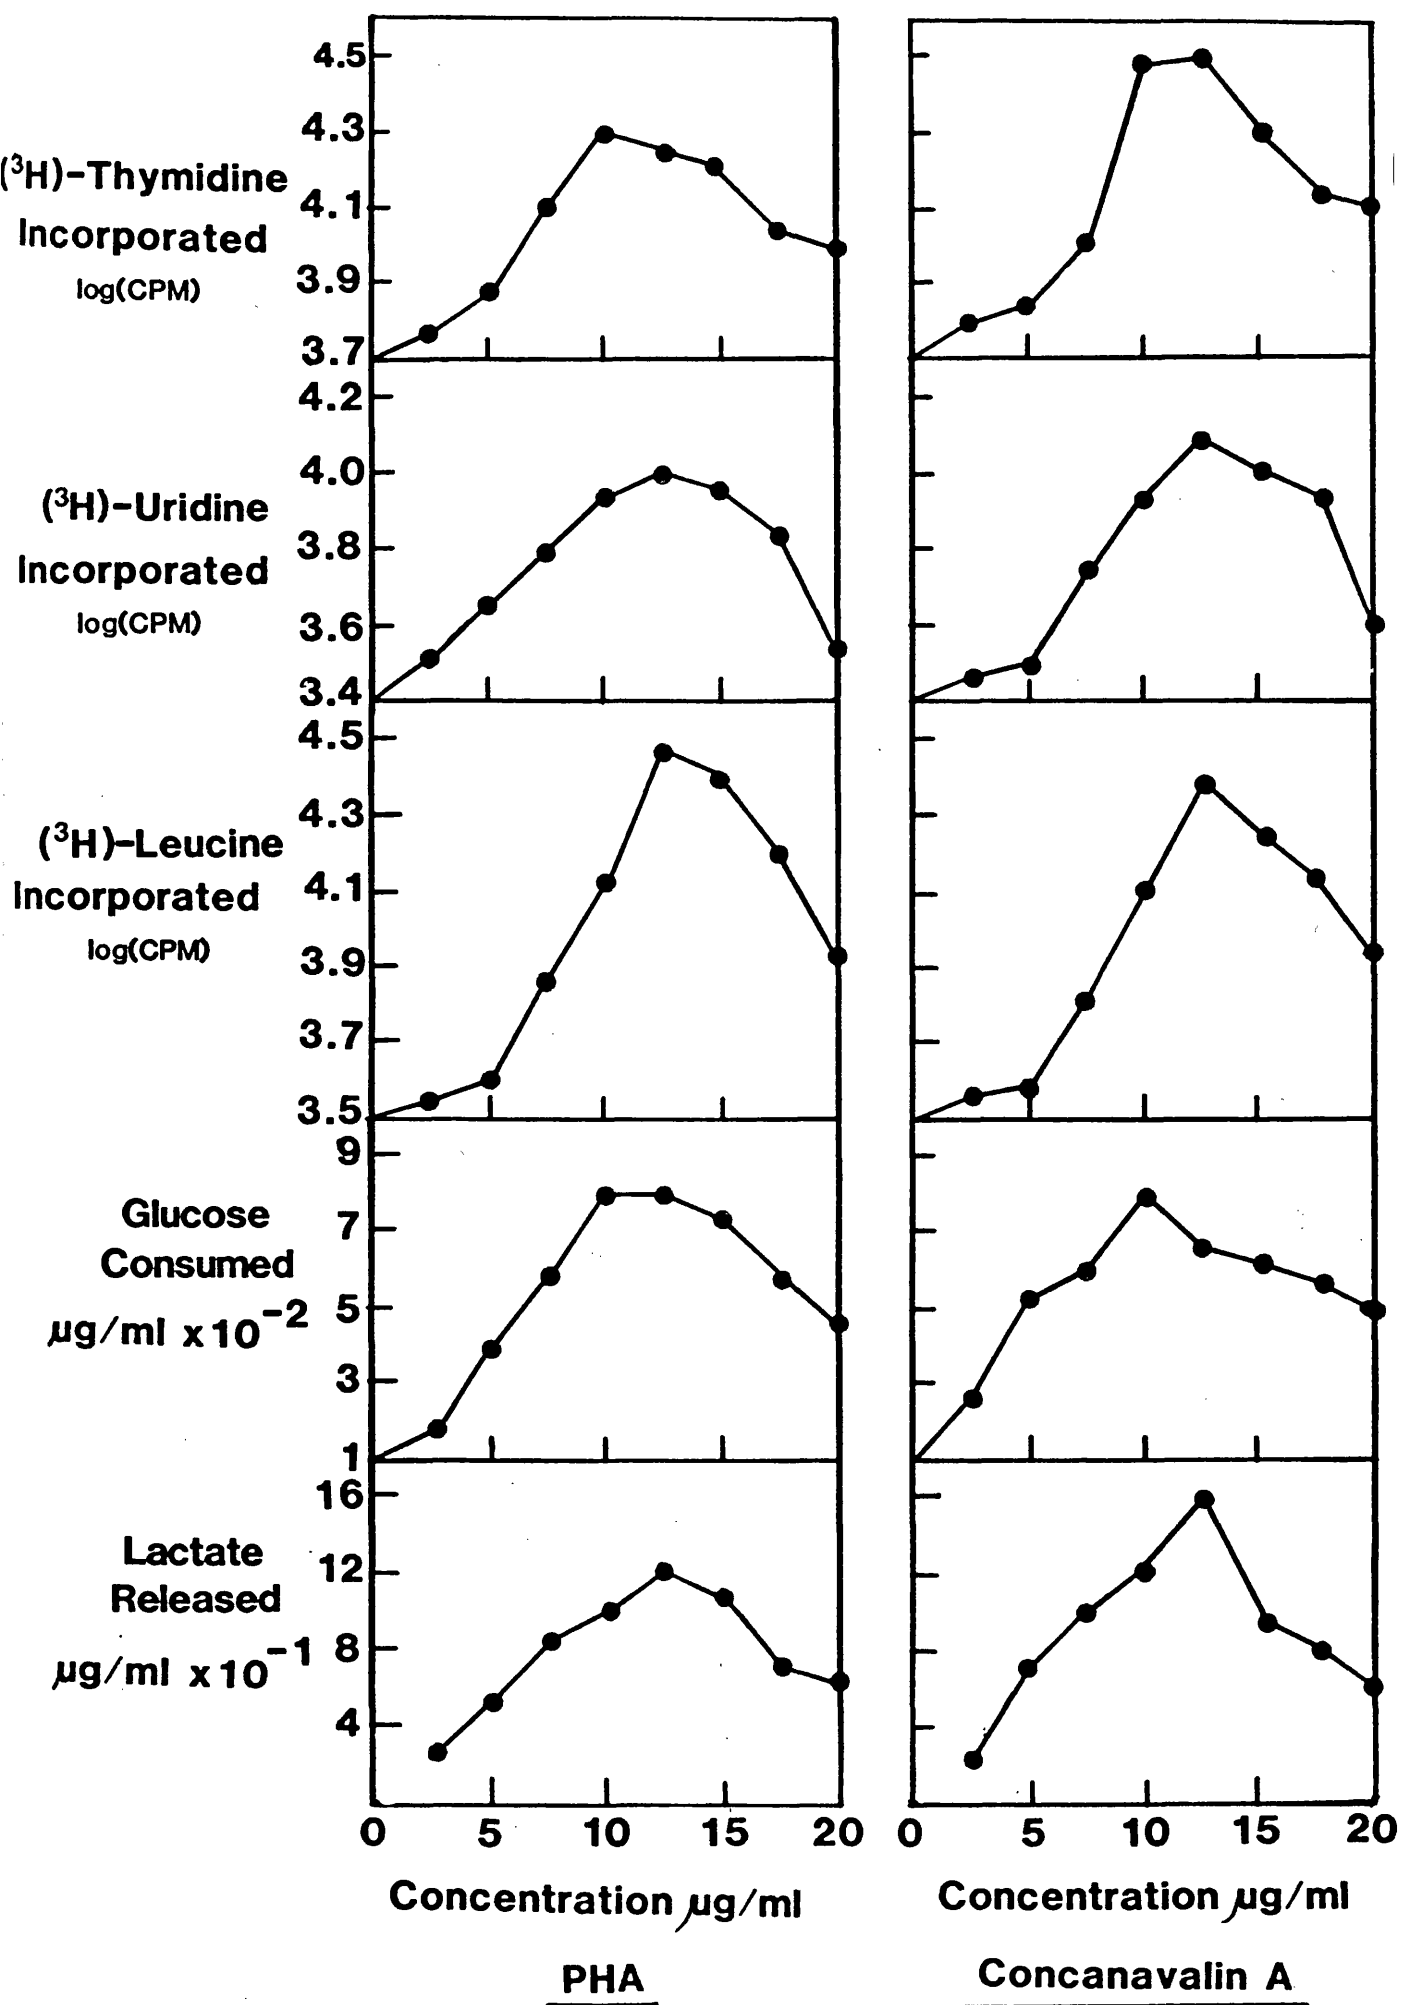 4.5
4.3
(³H)-Thymidine
4.1
Incorporated
3.9
log(CPM)
3.7
4.2
4.0
(³H)-Uridine
3.8
Incorporated
3.6
log(CPM)
3.4
4.5
4.3
(³H)-Leucine
4.1
Incorporated
log(CPM)
3.9
3.7
3.5
9
Glucose
7
Consumed
5
µg/ml x10⁻²
3
1
16
Lactate
12
Released
8
µg/ml x10⁻¹
4
0 5 10 15 20 0 5 10 15 20
Concentration µg/ml Concentration µg/ml
PHA Concanavalin A